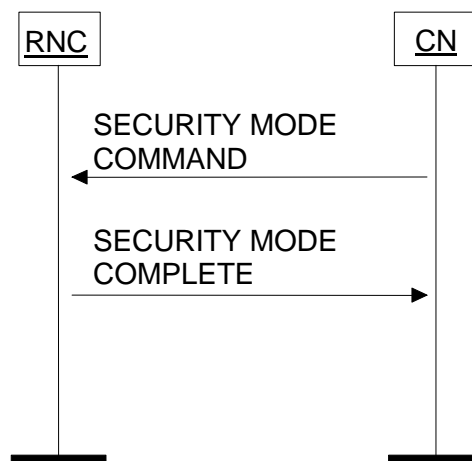 RNC
CN
SECURITY MODE
COMMAND
SECURITY MODE
COMPLETE